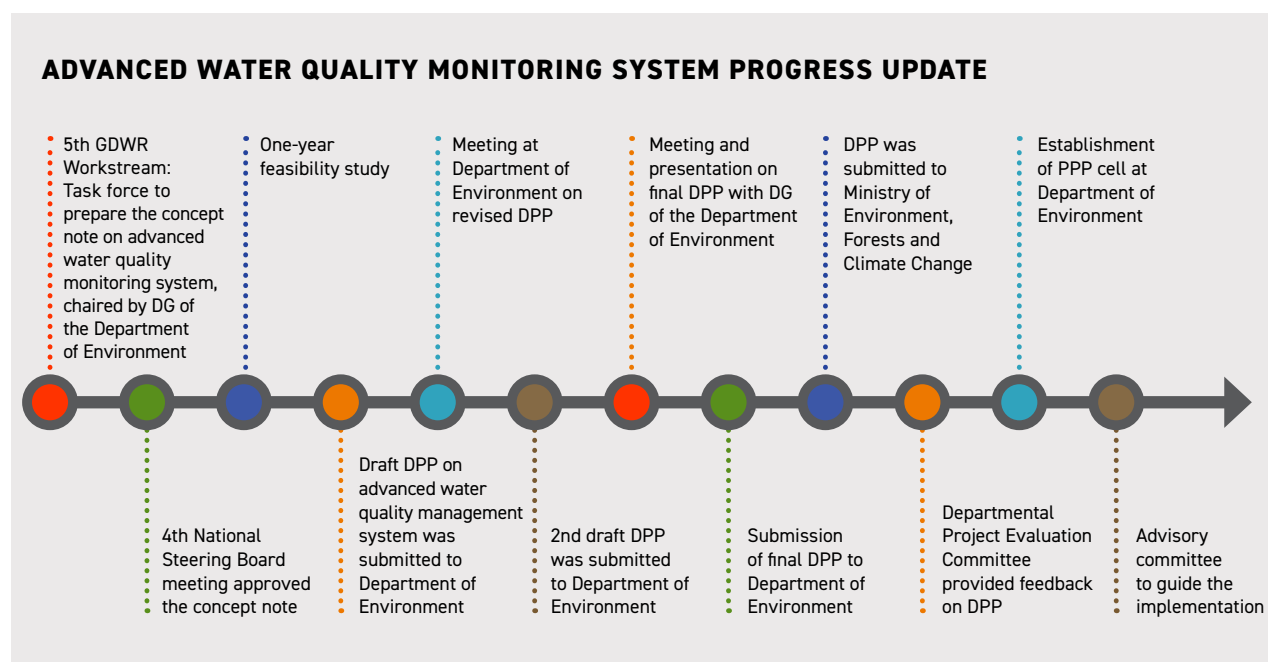 ADVANCED WATER QUALITY MONITORING SYSTEM PROGRESS UPDATE
5th GDWR
Workstream:
Task force to
prepare the concept
note on advanced
water quality
monitoring system,
chaired by DG of
the Department
of Environment
4th National
Steering Board
meeting approved
the concept note
One-year
feasibility study
Draft DPP on
advanced water
quality management
system was
submitted to
Department of
Environment
Meeting at
Department of
Environment on
revised DPP
2nd draft DPP
was submitted
to Department of
Environment
Meeting and
presentation on
final DPP with DG
of the Department
of Environment
Submission
of final DPP to
Department of
Environment
DPP was
submitted to
Ministry of
Environment,
Forests and
Climate Change
Departmental
Project Evaluation
Committee
provided feedback
on DPP
Establishment
of PPP cell at
Department of
Environment
Advisory
committee
to guide the
implementation